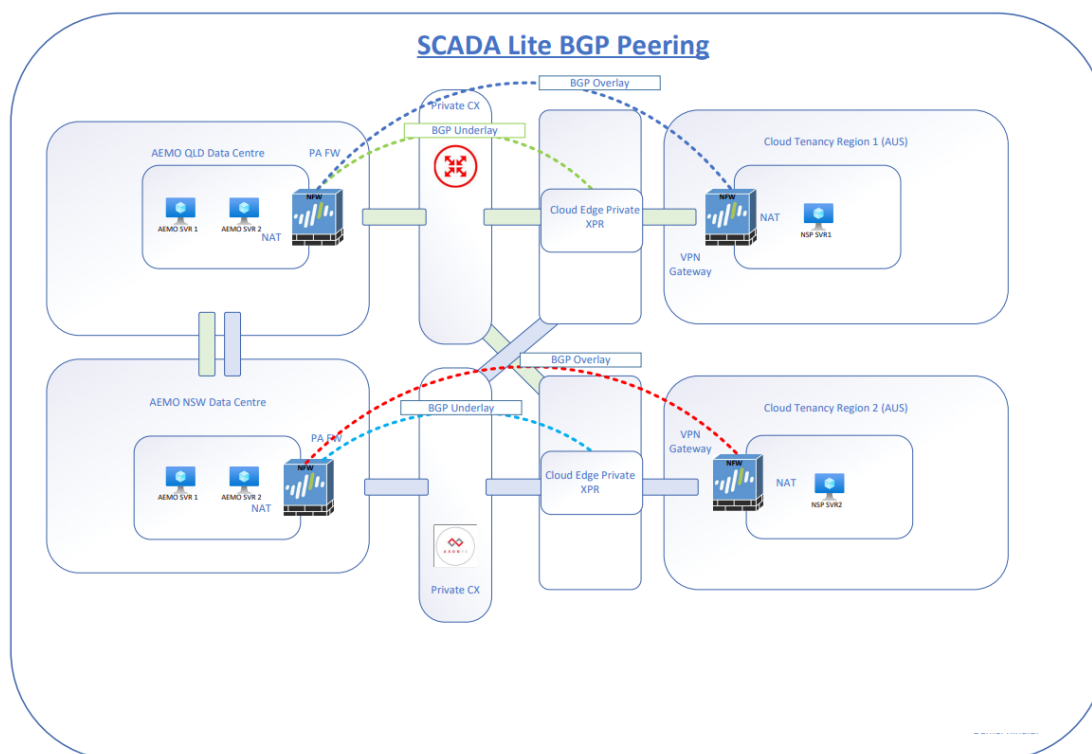 SCADA Lite BGP Peering
BGP Overlay
Private CX
BGP Underlay
AEMO QLD Data Centre
PA FW
Cloud Tenancy Region 1 (AUS)
NFW
NFW
AEMO SVR 1
AEMO SVR 2
NAT
Cloud Edge Private
XPR
NAT
NSP SVR1
VPN
Gateway
BGP Overlay
AEMO NSW Data Centre
BGP Underlay
Cloud Tenancy Region 2 (AUS)
PA FW
VPN
Gateway
NFW
NFW
AEMO SVR 1
AEMO SVR 2
NAT
Cloud Edge Private
XPR
NAT
NSP SVR2
Private CX